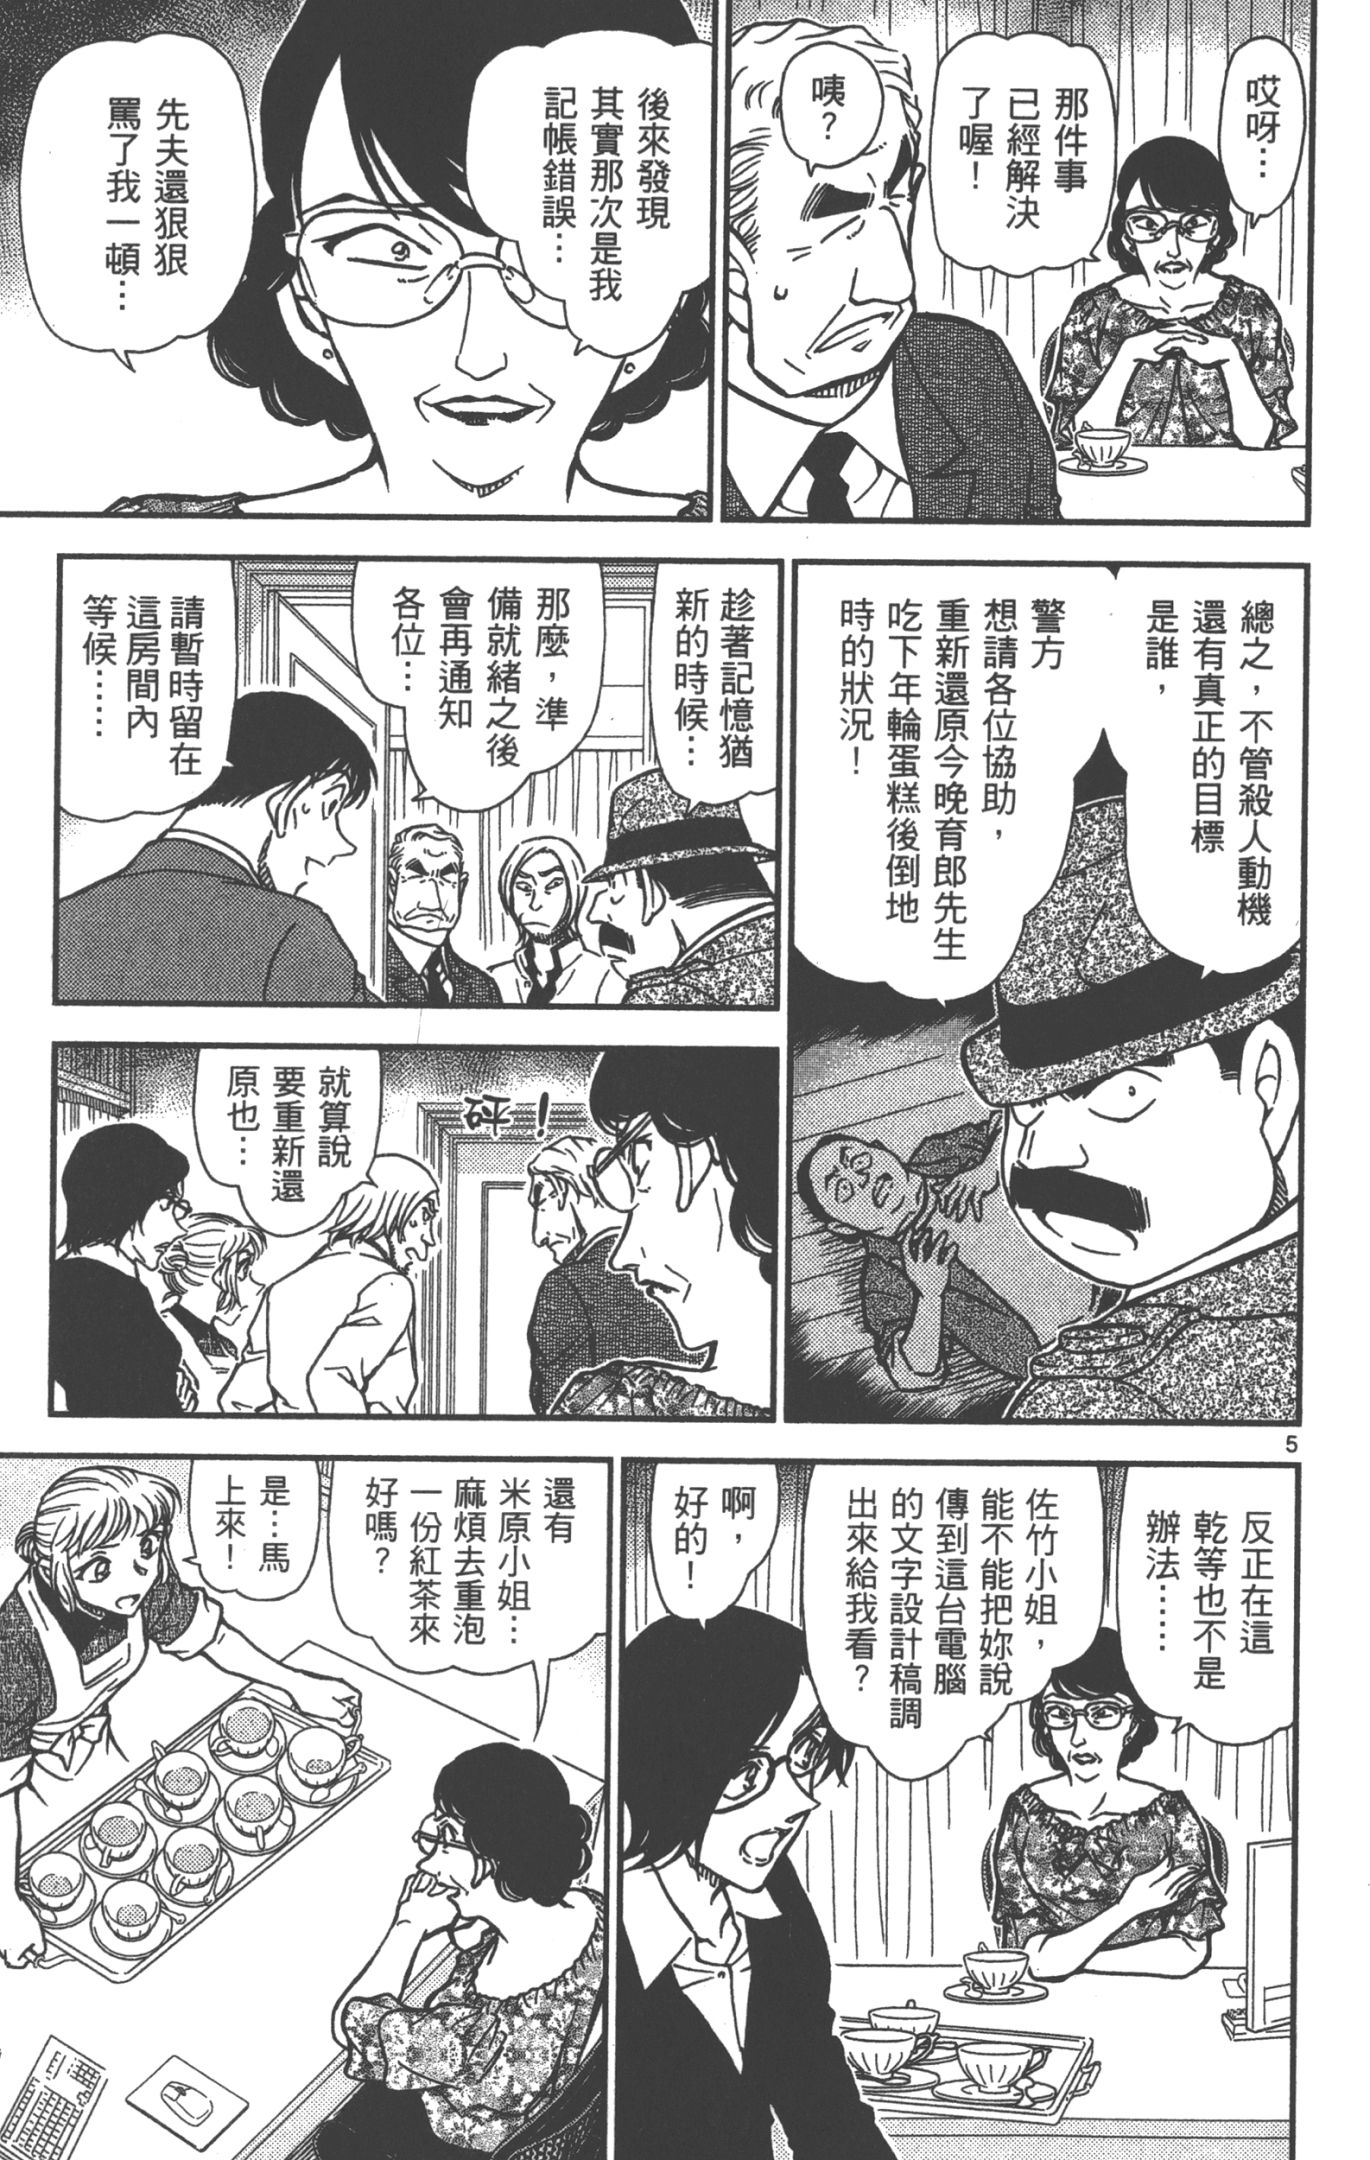 哎呀…
那件事
已經解決
了喔！
咦？
後來發現
其實那次是我
記帳錯誤…
先夫還狠狠
罵了我一頓…
總之，不管殺人動機
還有真正的目標
是誰，
警方
想請各位協助，
重新還原今晚育郎先生
吃下年輪蛋糕後倒地
時的狀況！
趁著記憶猶
新的時候…
那麼，準
備就緒之後
會再通知
各位…
請暫時留在
這房間內
等候……
砰！
就算說
要重新還
原也…
5
反正在這
乾等也不是
辦法……
佐竹小姐，
能不能把妳說
傳到這台電腦
的文字設計稿調
出來給我看？
啊，
好的！
還有
米原小姐…
麻煩去重泡
一份紅茶來
好嗎？
是…馬
上來！